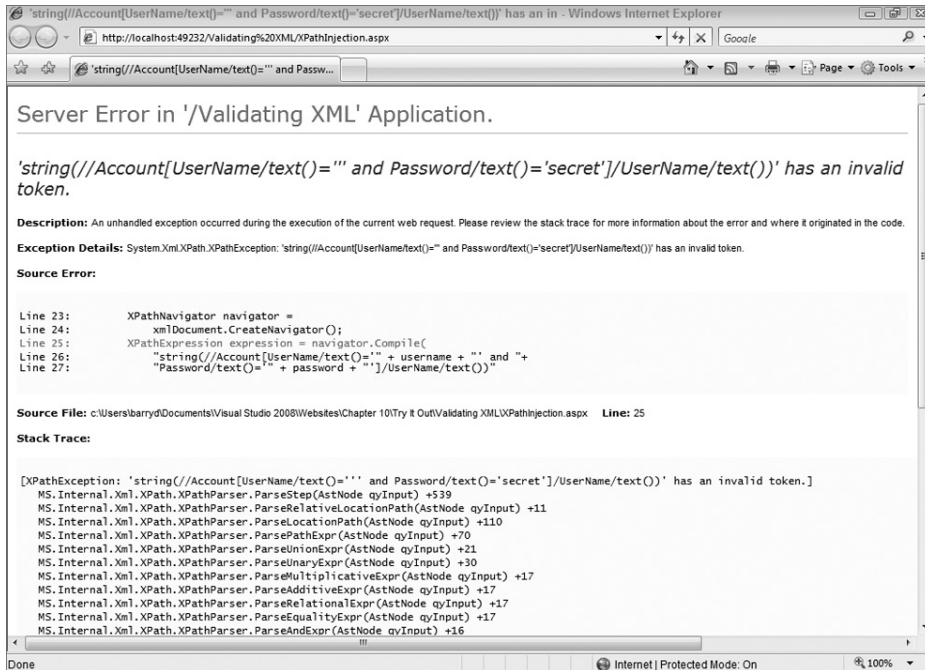 'string(//Account[UserName/text()=''' and Password/text()='secret']/UserName/text())' has an in - Windows Internet Explorer
http://localhost:49232/Validating%20XML/XPathInjection.aspx
Google
'string(//Account[UserName/text()=''' and Passw...
Page
Tools
Server Error in '/Validating XML' Application.
'string(//Account[UserName/text()=''' and Password/text()='secret']/UserName/text())' has an invalid
token.
Description: An unhandled exception occurred during the execution of the current web request. Please review the stack trace for more information about the error and where it originated in the code.
Exception Details: System.Xml.XPath.XPathException: 'string(//Account[UserName/text()=''' and Password/text()='secret']/UserName/text())' has an invalid token.
Source Error:
Line 23:         XPathNavigator navigator =
Line 24:             xmlDocument.CreateNavigator();
Line 25:         XPathExpression expression = navigator.Compile(
Line 26:             "string(//Account[UserName/text()='" + username + "' and "+
Line 27:             "Password/text()='" + password + "']/UserName/text())"
Source File: c:\Users\barryd\Documents\Visual Studio 2008\Websites\Chapter 10\Try It Out\Validating XML\XPathInjection.aspx    Line: 25
Stack Trace:
[XPathException: 'string(//Account[UserName/text()=''' and Password/text()='secret']/UserName/text())' has an invalid token.]
MS.Internal.Xml.XPath.XPathParser.ParseStep(AstNode qyInput) +539
MS.Internal.Xml.XPath.XPathParser.ParseRelativeLocationPath(AstNode qyInput) +11
MS.Internal.Xml.XPath.XPathParser.ParseLocationPath(AstNode qyInput) +110
MS.Internal.Xml.XPath.XPathParser.ParsePathExpr(AstNode qyInput) +70
MS.Internal.Xml.XPath.XPathParser.ParseUnionExpr(AstNode qyInput) +21
MS.Internal.Xml.XPath.XPathParser.ParseUnaryExpr(AstNode qyInput) +30
MS.Internal.Xml.XPath.XPathParser.ParseMultiplicativeExpr(AstNode qyInput) +17
MS.Internal.Xml.XPath.XPathParser.ParseAdditiveExpr(AstNode qyInput) +17
MS.Internal.Xml.XPath.XPathParser.ParseRelationalExpr(AstNode qyInput) +17
MS.Internal.Xml.XPath.XPathParser.ParseEqualityExpr(AstNode qyInput) +17
MS.Internal.Xml.XPath.XPathParser.ParseAndExpr(AstNode qyInput) +16
Done
Internet | Protected Mode: On
100%